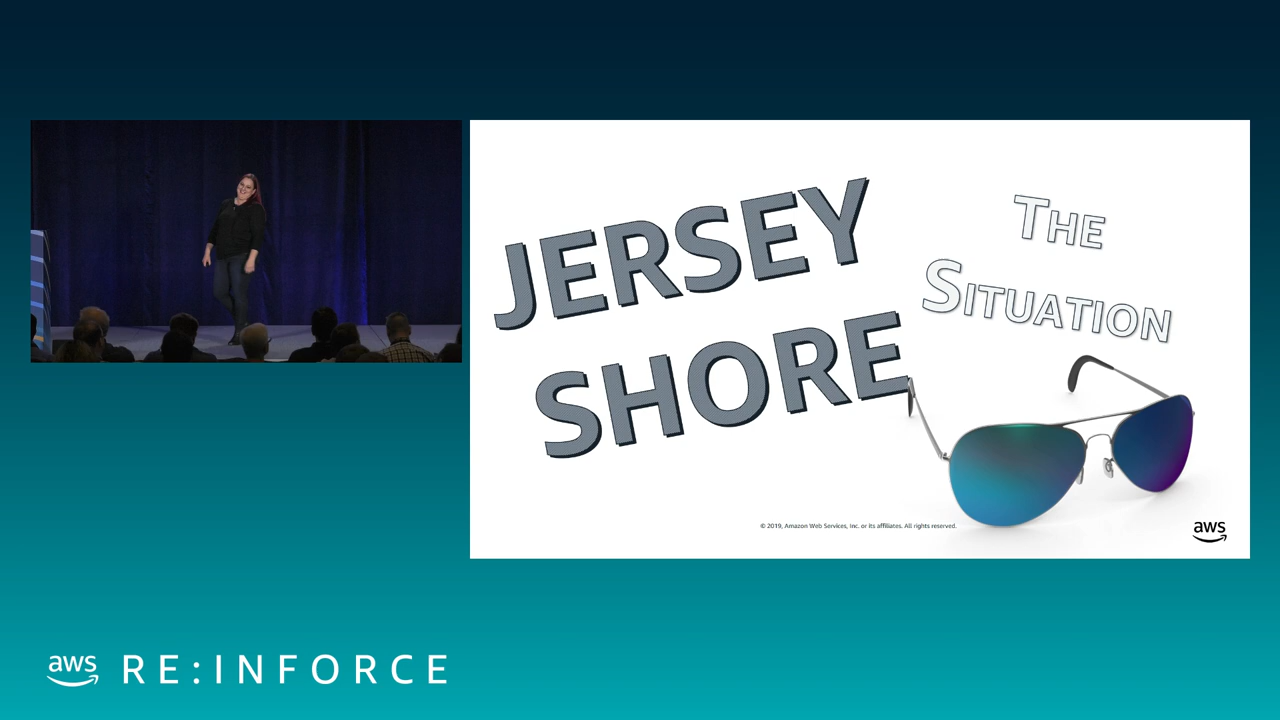 JERSEY
SHORE
THE
SITUATION
© 2019, Amazon Web Services, Inc. or its affiliates. All rights reserved.
aws
aws RE:INFORCE